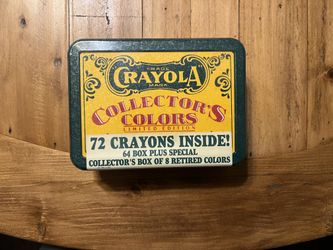 TRADE
CRAYOLA
MARK
COLLECTOR'S
COLORS
LIMITED EDITION
72 CRAYONS INSIDE!
64 BOX PLUS SPECIAL
COLLECTOR'S BOX OF 8 RETIRED COLORS